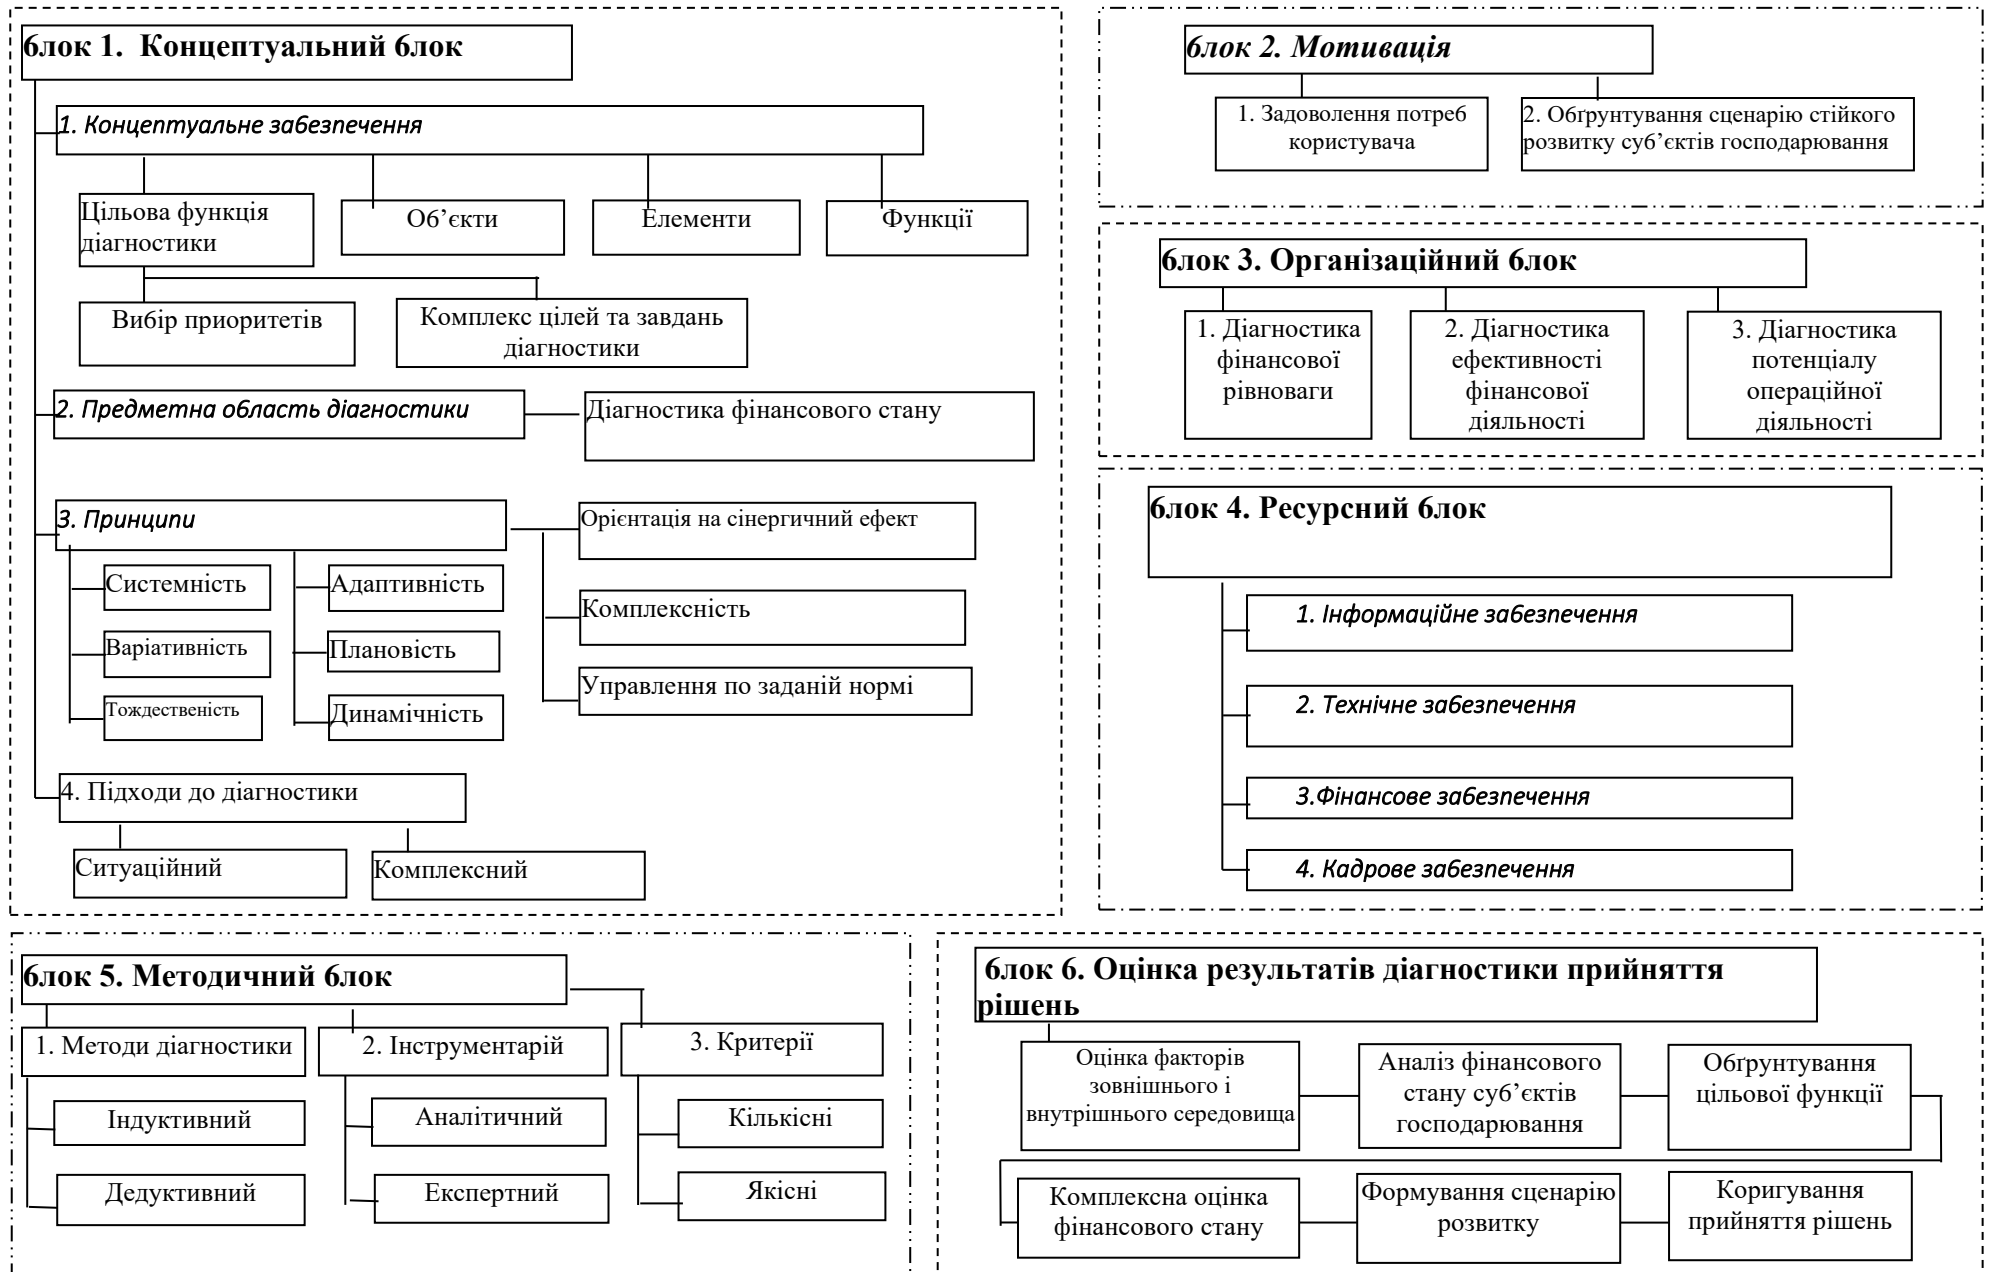 блок 1. Концептуальний блок
1. Концептуальне забезпечення
Цільова функція
діагностики
Об’єкти
Елементи
Функції
Вибір приоритетів
Комплекс цілей та завдань
діагностики
2. Предметна область діагностики
Діагностика фінансового стану
3. Принципи
Системність
Варіативність
Тождественість
Адаптивність
Плановість
Динамічність
Орієнтація на сінергичний ефект
Комплексність
Управління по заданій нормі
4. Підходи до діагностики
Ситуаційний
Комплексний
блок 2. Мотивація
1. Задоволення потреб
користувача
2. Обґрунтування сценарію стійкого
розвитку суб’єктів господарювання
блок 3. Організаційний блок
1. Діагностика
фінансової
рівноваги
2. Діагностика
ефективності
фінансової
діяльності
3. Діагностика
потенціалу
операційної
діяльності
блок 4. Ресурсний блок
1. Інформаційне забезпечення
2. Технічне забезпечення
3.Фінансове забезпечення
4. Кадрове забезпечення
блок 5. Методичний блок
1. Методи діагностики
Індуктивний
Дедуктивний
2. Інструментарій
Аналітичний
Експертний
3. Критерії
Кількісні
Якісні
блок 6. Оцінка результатів діагностики прийняття
рішень
Оцінка факторів
зовнішнього і
внутрішнього середовища
Аналіз фінансового
стану суб’єктів
господарювання
Обґрунтування
цільової функції
Комплексна оцінка
фінансового стану
Формування сценарію
розвитку
Коригування
прийняття рішень